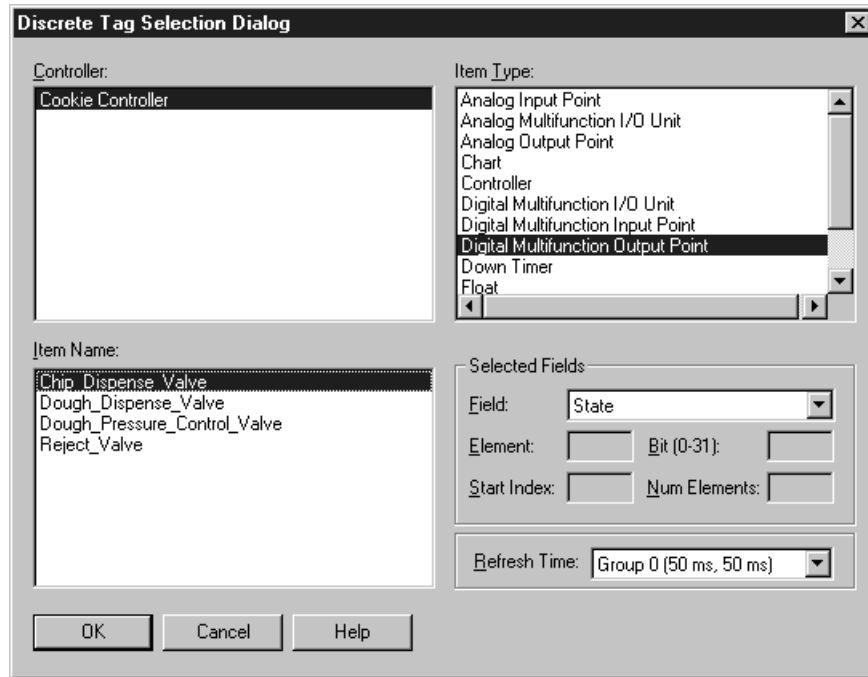 Discrete Tag Selection Dialog
Controller:
Cookie Controller
Item Type:
Analog Input Point
Analog Multifunction I/O Unit
Analog Output Point
Chart
Controller
Digital Multifunction I/O Unit
Digital Multifunction Input Point
Digital Multifunction Output Point
Down Timer
Float
Item Name:
Chip_Dispense_Valve
Dough_Dispense_Valve
Dough_Pressure_Control_Valve
Reject_Valve
Selected Fields
Field: State
Element: Bit (0-31):
Start Index: Num Elements:
Refresh Time: Group 0 (50 ms, 50 ms)
OK Cancel Help